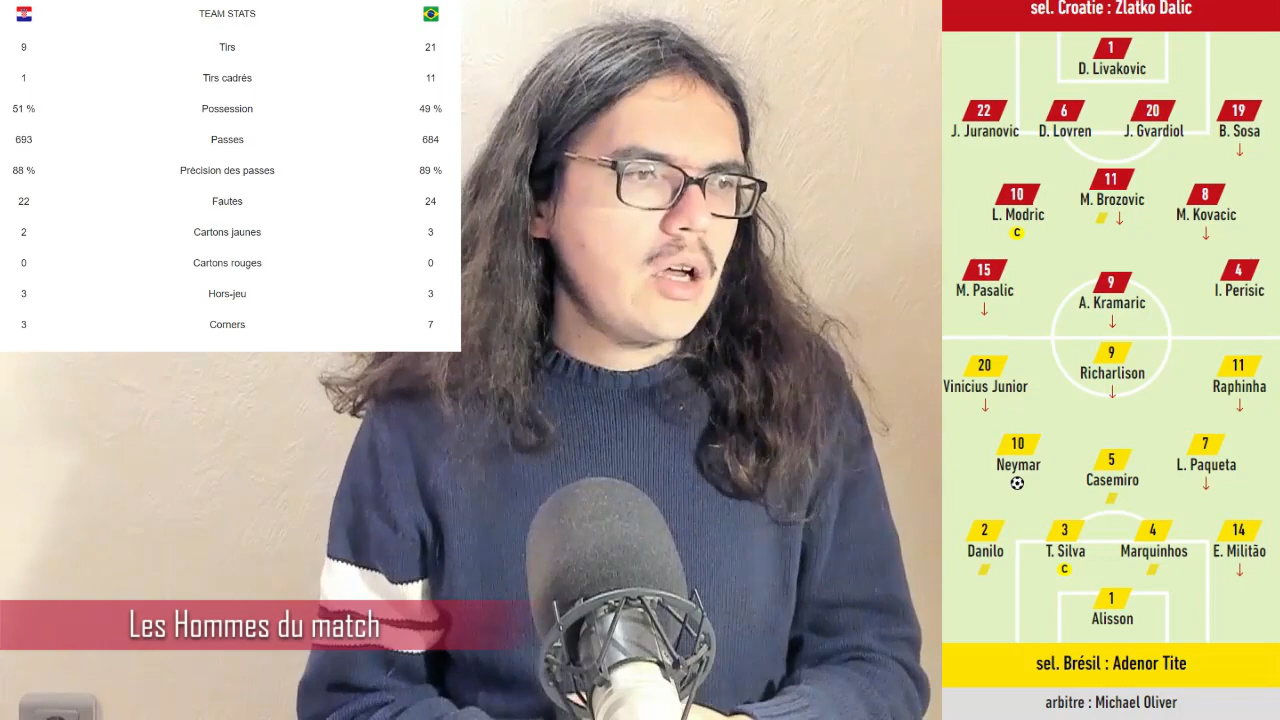 TEAM STATS
9 Tirs 21
1 Tirs cadrés 11
51 % Possession 49 %
693 Passes 684
88 % Précision des passes 89 %
22 Fautes 24
2 Cartons jaunes 3
0 Cartons rouges 0
3 Hors-jeu 3
3 Corners 7
Les Hommes du match
sel. Croatie : Zlatko Dalic
1
D. Livakovic
22 6 20 19
J. Juranovic D. Lovren J. Gvardiol B. Sosa
11
10 8
M. Brozovic
L. Modric M. Kovacic
C
15 9 4
M. Pasalic A. Kramaric I. Perisic
9
20 11
Richarlison
Vinicius Junior Raphinha
10 7
5
Neymar L. Paqueta
Casemiro
2 3 4 14
Danilo T. Silva Marquinhos E. Militão
C
1
Alisson
sel. Brésil : Adenor Tite
arbitre : Michael Oliver